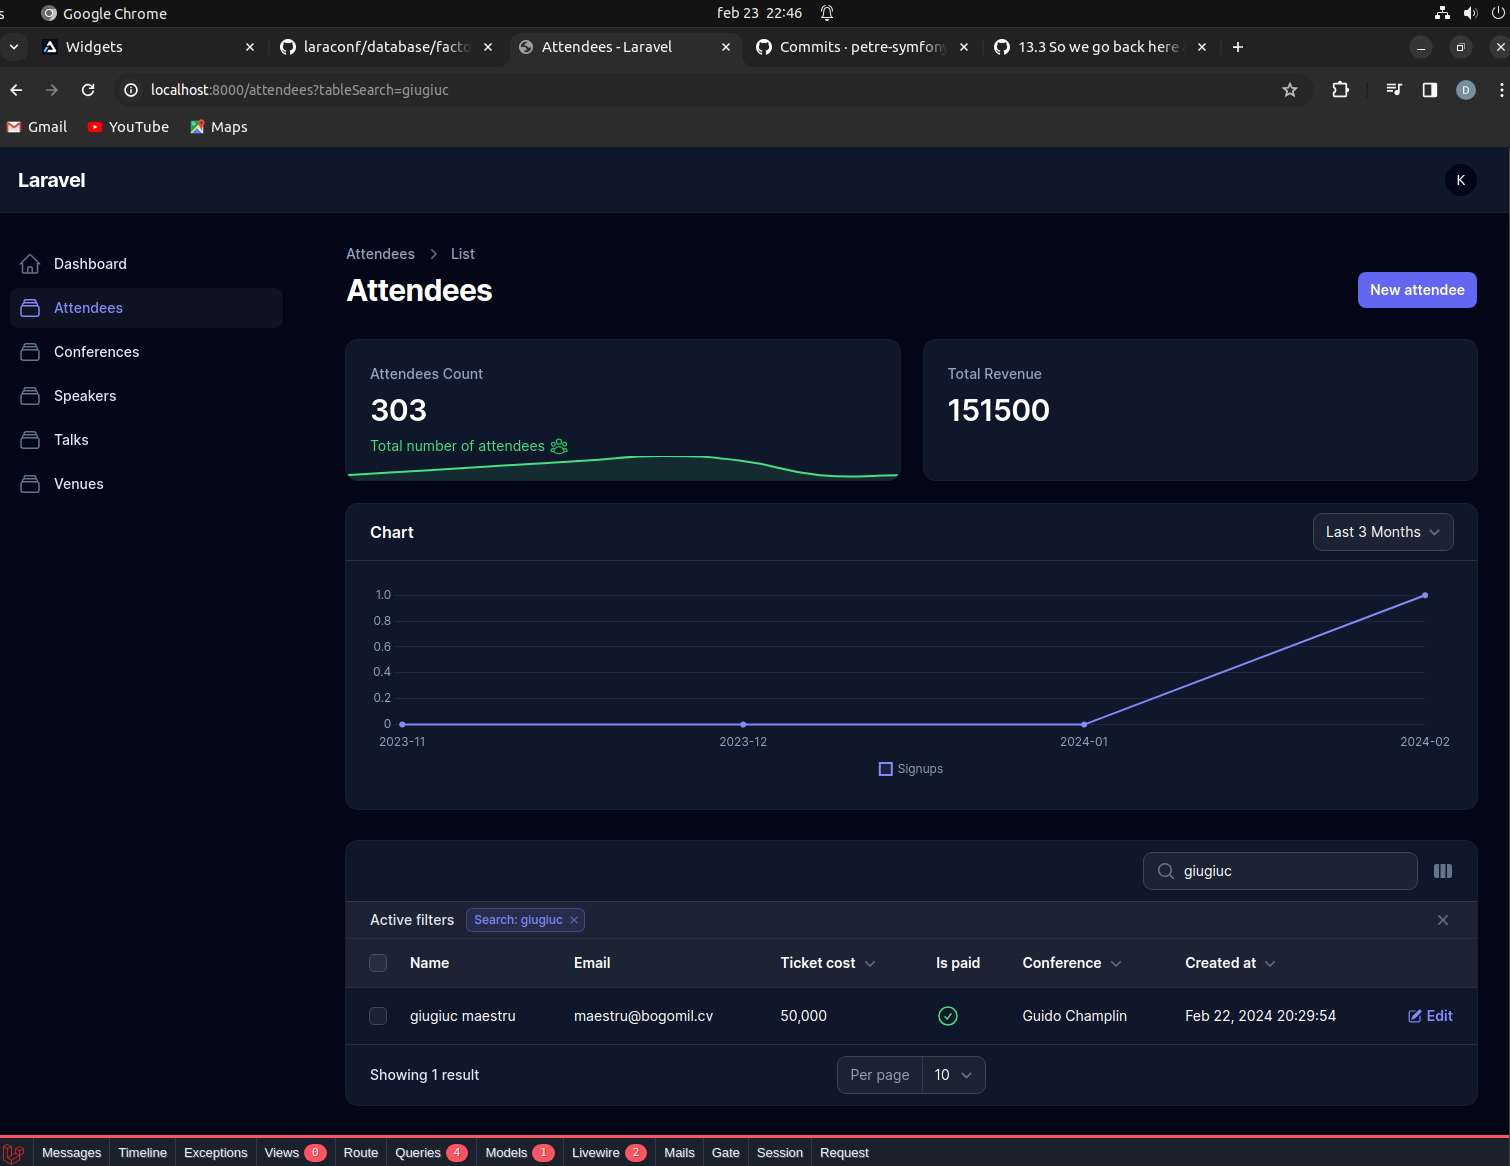 s Google Chrome feb 23 22:46
Widgets
laraconf/database/facto
Attendees - Laravel
Commits · petre-symfony
13.3 So we go back here
localhost:8000/attendees?tableSearch=giugiuc
D
Gmail YouTube Maps
Laravel
K
Dashboard
Attendees
Conferences
Speakers
Talks
Venues
Attendees List
Attendees
New attendee
Attendees Count
303
Total number of attendees
Total Revenue
151500
Chart
Last 3 Months
1.0
0.8
0.6
0.4
0.2
0
2023-11 2023-12 2024-01 2024-02
Signups
giugiuc
Active filters Search: giugiuc
Name Email Ticket cost Is paid Conference Created at
giugiuc maestru maestru@bogomil.cv 50,000 Guido Champlin Feb 22, 2024 20:29:54 Edit
Showing 1 result Per page 10
Messages Timeline Exceptions Views 0 Route Queries 4 Models 1 Livewire 2 Mails Gate Session Request